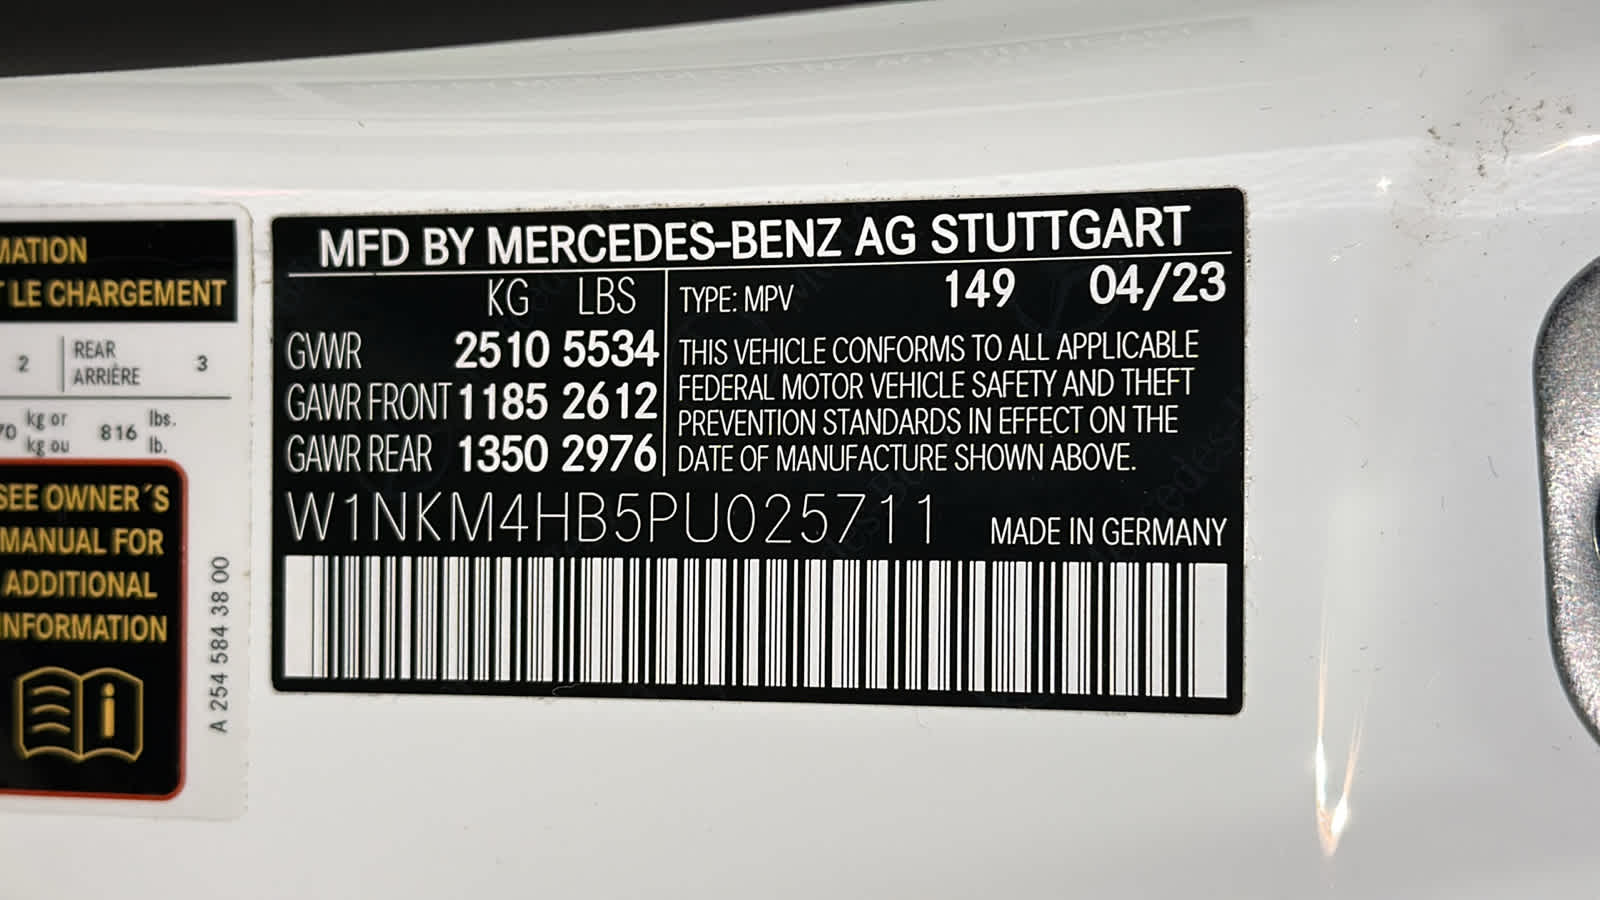 MATION
LE CHARGEMENT
2 REAR ARRIÈRE 3
kg or
kg ou
816
lbs.
lb.
SEE OWNER´S
MANUAL FOR
ADDITIONAL
INFORMATION
i
A 254 584 38 00
MFD BY MERCEDES-BENZ AG STUTTGART
KG LBS
GVWR 2510 5534
GAWR FRONT 1185 2612
GAWR REAR 1350 2976
TYPE: MPV 149 04/23
THIS VEHICLE CONFORMS TO ALL APPLICABLE
FEDERAL MOTOR VEHICLE SAFETY AND THEFT
PREVENTION STANDARDS IN EFFECT ON THE
DATE OF MANUFACTURE SHOWN ABOVE.
W1NKM4HB5PU025711
MADE IN GERMANY